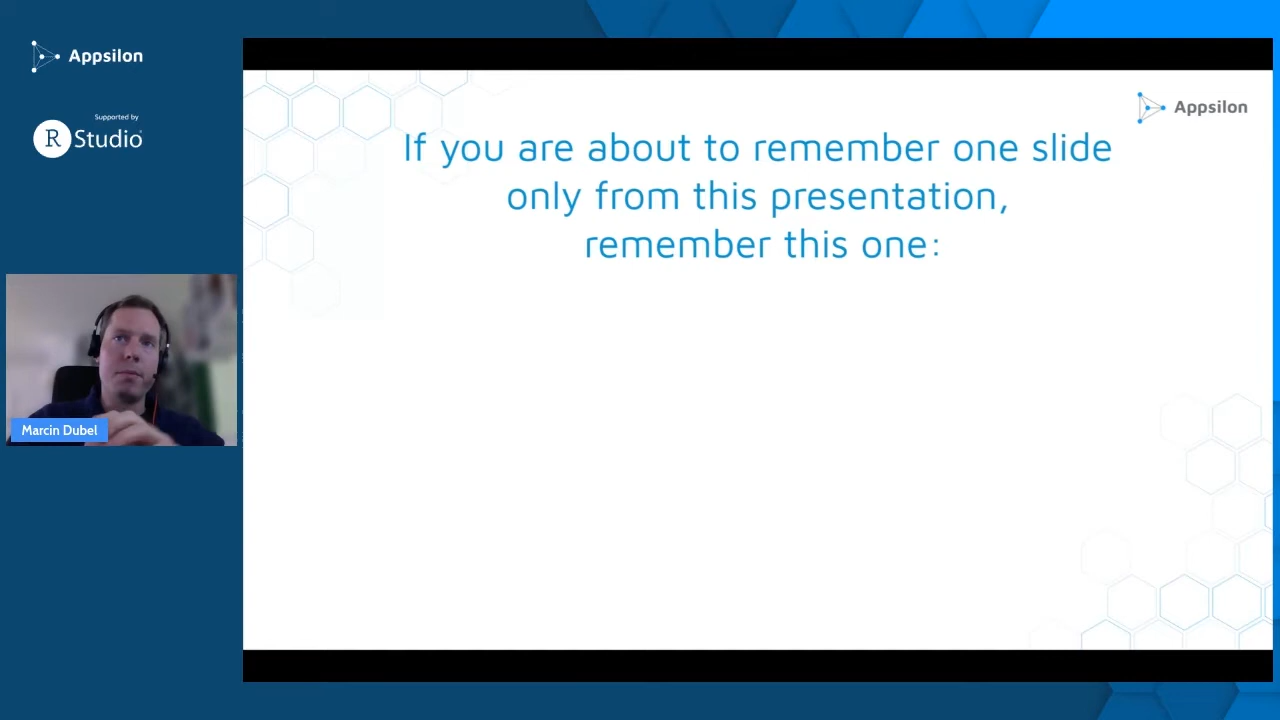 Appsilon
Supported by
R Studio
Appsilon
If you are about to remember one slide
only from this presentation,
remember this one:
Marcin Dubel